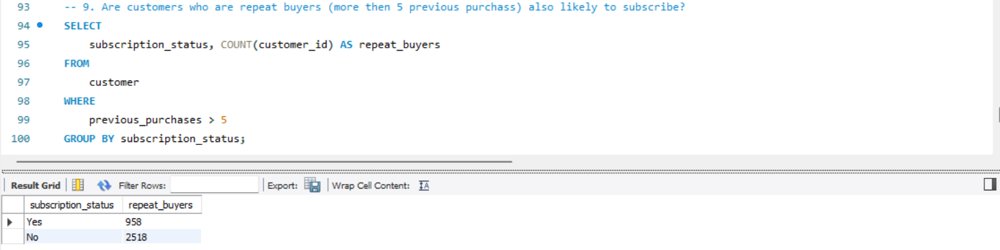 93 -- 9. Are customers who are repeat buyers (more then 5 previous purchass) also likely to subscribe?
94 SELECT
95 subscription_status, COUNT(customer_id) AS repeat_buyers
96 FROM
97 customer
98 WHERE
99 previous_purchases > 5
100 GROUP BY subscription_status;
Result Grid Filter Rows: Export: Wrap Cell Content: IA
subscription_status repeat_buyers
Yes 958
No 2518